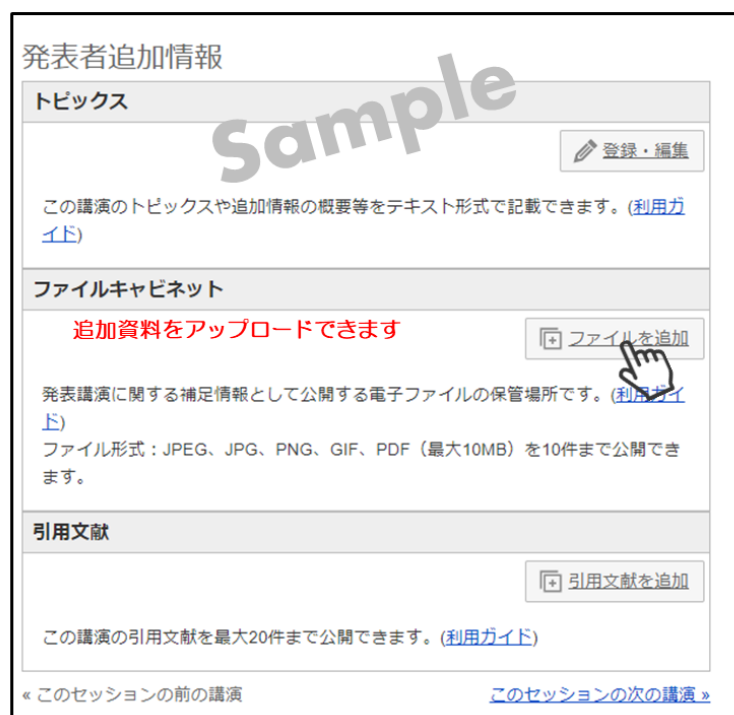 発表者追加情報
Sample
トピックス
登録・編集
この講演のトピックスや追加情報の概要等をテキスト形式で記載できます。(利用ガ
イド)
ファイルキャビネット
追加資料をアップロードできます
ファイルを追加
発表講演に関する補足情報として公開する電子ファイルの保管場所です。(利用ガイ
ド)
ファイル形式：JPEG、JPG、PNG、GIF、PDF（最大10MB）を10件まで公開でき
ます。
引用文献
引用文献を追加
この講演の引用文献を最大20件まで公開できます。(利用ガイド)
« このセッションの前の講演
このセッションの次の講演 »